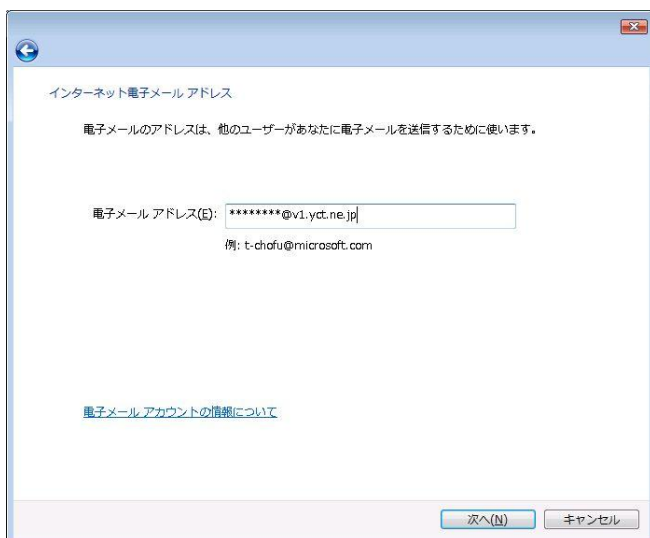 インターネット電子メール アドレス
電子メールのアドレスは、他のユーザーがあなたに電子メールを送信するために使います。
電子メール アドレス(E): ********@v1.yct.ne.jp
例: t-chofu@microsoft.com
電子メール アカウントの情報について
次へ(N) キャンセル